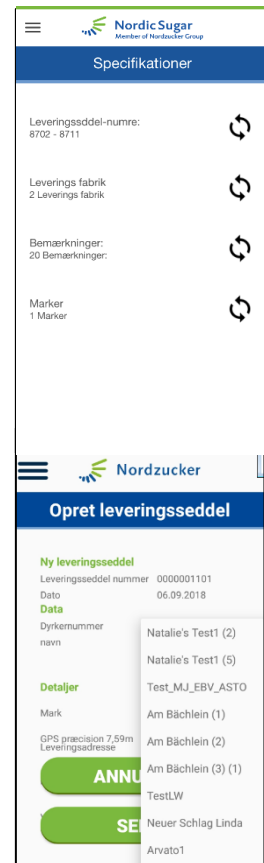 Nordic Sugar
Member of Nordzucker Group
Specifikationer
Leveringssddel-numre:
8702 - 8711
Leverings fabrik
2 Leverings fabrik
Bemærkninger:
20 Bemærkninger:
Marker
1 Marker
Nordzucker
Opret leveringsseddel
Ny leveringsseddel
Leveringsseddel nummer 0000001101
Dato 06.09.2018
Data
Dyrkernummer
navn
Natalie's Test1 (2)
Natalie's Test1 (5)
Detaljer
Test_MJ_EBV_ASTO
Mark
Am Bächlein (1)
GPS præcision 7,59m
Leveringsadresse
Am Bächlein (2)
ANNU
Am Bächlein (3) (1)
TestLW
SE
Neuer Schlag Linda
Arvato1